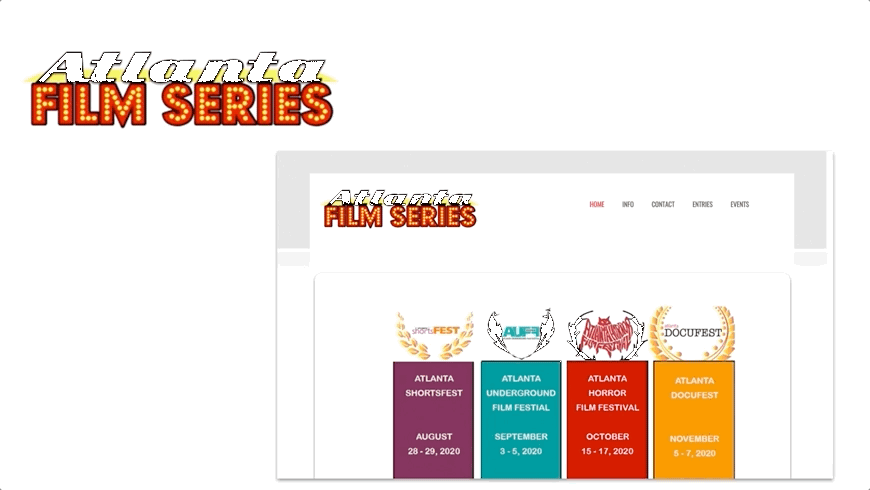 Atlanta
FILM SERIES
Atlanta
FILM SERIES
HOME INFO CONTACT ENTRIES EVENTS
shortsFEST
AUFF
DOCUFEST
ATLANTA
SHORTSFEST
AUGUST
28 - 29, 2020
ATLANTA
UNDERGROUND
FILM FESTIAL
SEPTEMBER
3 - 5, 2020
ATLANTA
HORROR
FILM FESTIVAL
OCTOBER
15 - 17, 2020
ATLANTA
DOCUFEST
NOVEMBER
5 - 7, 2020